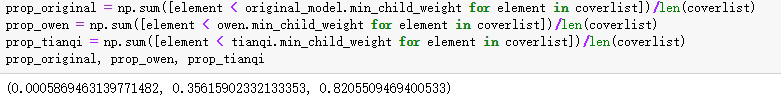 prop_original = np.sum([element < original_model.min_child_weight for element in coverlist])/len(coverlist)
prop_owen = np.sum([element < owen.min_child_weight for element in coverlist])/len(coverlist)
prop_tianqi = np.sum([element < tianqi.min_child_weight for element in coverlist])/len(coverlist)
prop_original, prop_owen, prop_tianqi
(0.0005869463139771482, 0.35615902332133353, 0.8205509469400533)